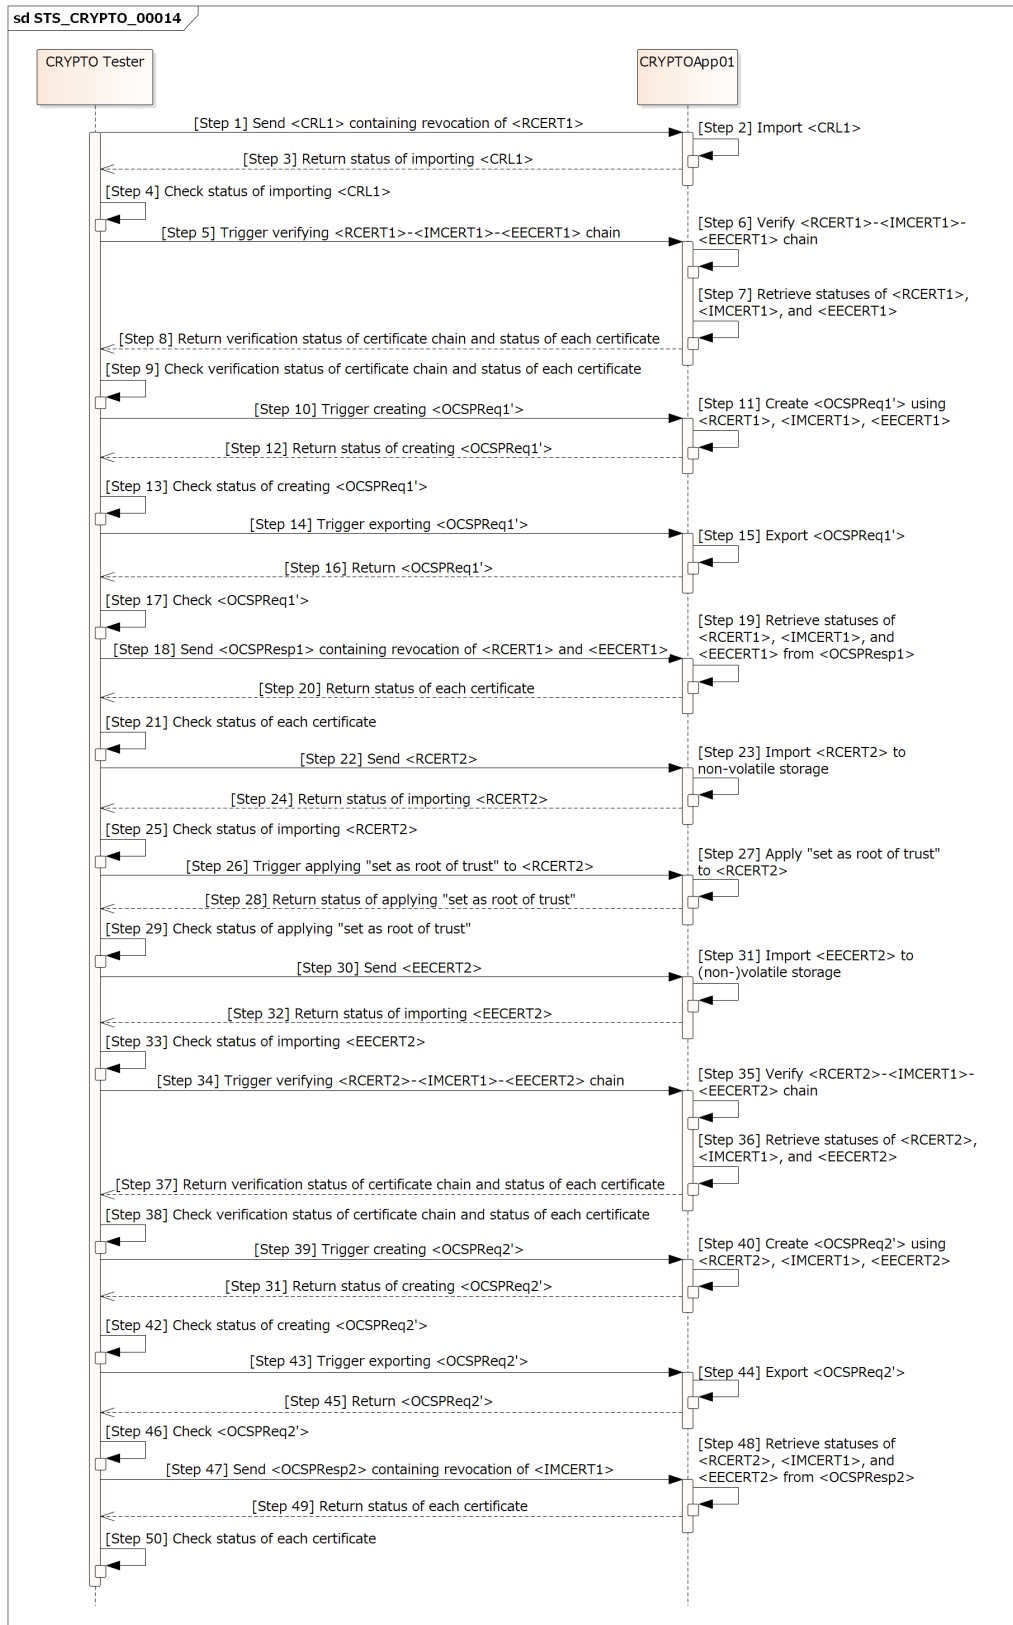 sd STS_CRYPTO_00014
CRYPTO Tester
CRYPTOApp01
[Step 1] Send <CRL1> containing revocation of <RCERT1>
[Step 2] Import <CRL1>
[Step 3] Return status of importing <CRL1>
[Step 4] Check status of importing <CRL1>
[Step 5] Trigger verifying <RCERT1>-<IMCERT1>-<EECERT1> chain
[Step 6] Verify <RCERT1>-<IMCERT1>-
<EECERT1> chain
[Step 7] Retrieve statuses of <RCERT1>,
<IMCERT1>, and <EECERT1>
[Step 8] Return verification status of certificate chain and status of each certificate
[Step 9] Check verification status of certificate chain and status of each certificate
[Step 10] Trigger creating <OCSPReq1'>
[Step 11] Create <OCSPReq1'> using
<RCERT1>, <IMCERT1>, <EECERT1>
[Step 12] Return status of creating <OCSPReq1'>
[Step 13] Check status of creating <OCSPReq1'>
[Step 14] Trigger exporting <OCSPReq1'>
[Step 15] Export <OCSPReq1'>
[Step 16] Return <OCSPReq1'>
[Step 17] Check <OCSPReq1'>
[Step 18] Send <OCSPResp1> containing revocation of <RCERT1> and <EECERT1>
[Step 19] Retrieve statuses of
<RCERT1>, <IMCERT1>, and
<EECERT1> from <OCSPResp1>
[Step 20] Return status of each certificate
[Step 21] Check status of each certificate
[Step 22] Send <RCERT2>
[Step 23] Import <RCERT2> to
non-volatile storage
[Step 24] Return status of importing <RCERT2>
[Step 25] Check status of importing <RCERT2>
[Step 26] Trigger applying "set as root of trust" to <RCERT2>
[Step 27] Apply "set as root of trust"
to <RCERT2>
[Step 28] Return status of applying "set as root of trust"
[Step 29] Check status of applying "set as root of trust"
[Step 30] Send <EECERT2>
[Step 31] Import <EECERT2> to
(non-)volatile storage
[Step 32] Return status of importing <EECERT2>
[Step 33] Check status of importing <EECERT2>
[Step 34] Trigger verifying <RCERT2>-<IMCERT1>-<EECERT2> chain
[Step 35] Verify <RCERT2>-<IMCERT1>-
<EECERT2> chain
[Step 36] Retrieve statuses of <RCERT2>,
<IMCERT1>, and <EECERT2>
[Step 37] Return verification status of certificate chain and status of each certificate
[Step 38] Check verification status of certificate chain and status of each certificate
[Step 39] Trigger creating <OCSPReq2'>
[Step 40] Create <OCSPReq2'> using
<RCERT2>, <IMCERT1>, <EECERT2>
[Step 31] Return status of creating <OCSPReq2'>
[Step 42] Check status of creating <OCSPReq2'>
[Step 43] Trigger exporting <OCSPReq2'>
[Step 44] Export <OCSPReq2'>
[Step 45] Return <OCSPReq2'>
[Step 46] Check <OCSPReq2'>
[Step 47] Send <OCSPResp2> containing revocation of <IMCERT1>
[Step 48] Retrieve statuses of
<RCERT2>, <IMCERT1>, and
<EECERT2> from <OCSPResp2>
[Step 49] Return status of each certificate
[Step 50] Check status of each certificate